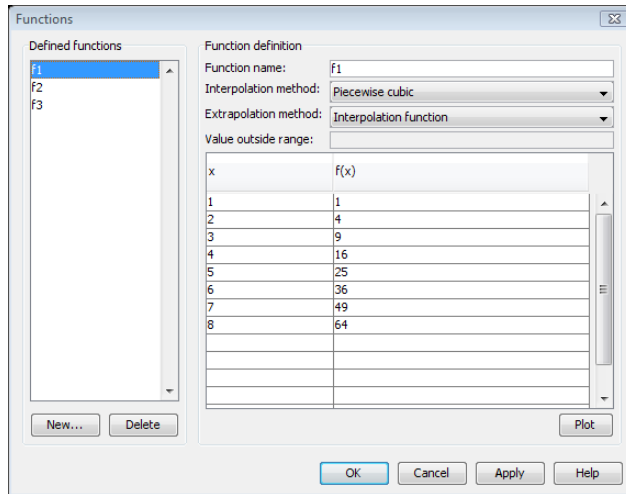 Functions
Defined functions
f1
f2
f3
New...
Delete
Function definition
Function name: f1
Interpolation method: Piecewise cubic
Extrapolation method: Interpolation function
Value outside range:
x f(x)
1 1
2 4
3 9
4 16
5 25
6 36
7 49
8 64
Plot
OK Cancel Apply Help